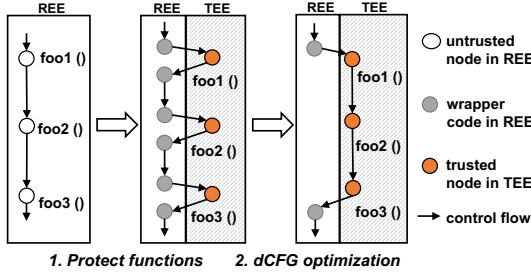 REE
foo1 ()
foo2 ()
foo3 ()
REE TEE
foo1 ()
foo2 ()
foo3 ()
REE TEE
foo1 ()
foo2 ()
foo3 ()
untrusted
node in REE
wrapper
code in REE
trusted
node in TEE
control flow
1. Protect functions
2. dCFG optimization